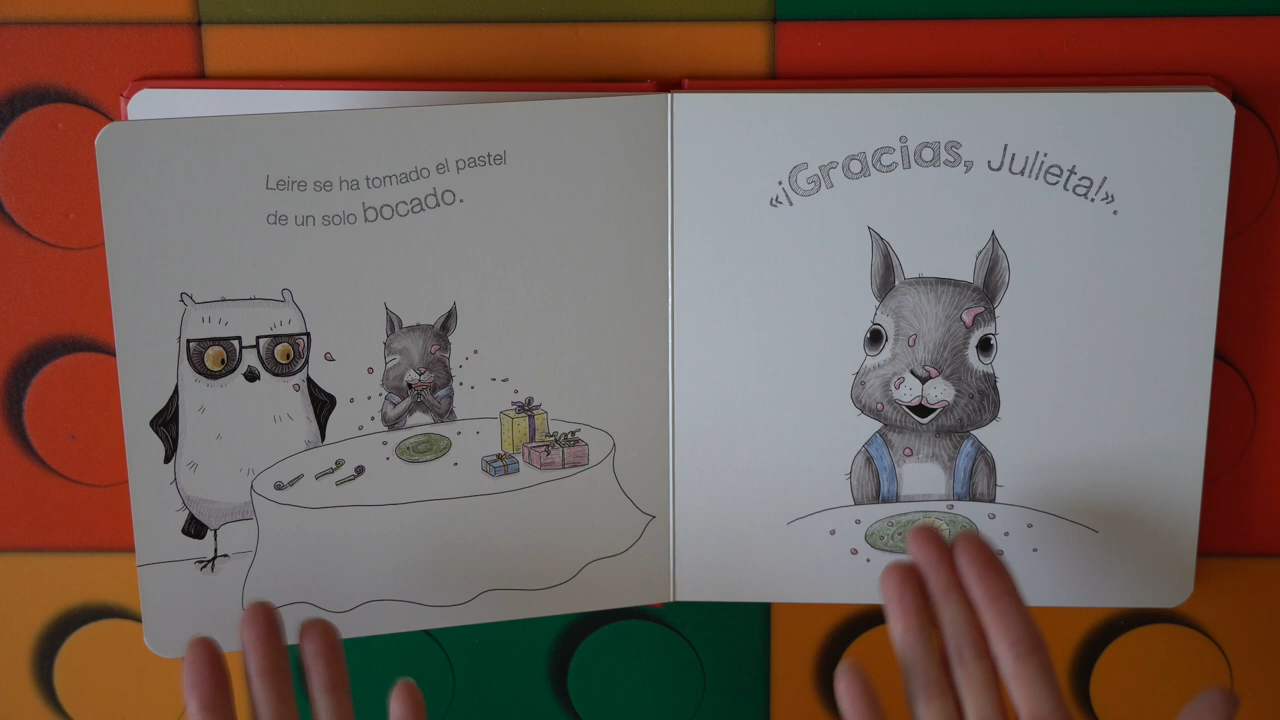 Leire se ha tomado el pastel
de un solo bocado.
«¡Gracias, Julieta!».